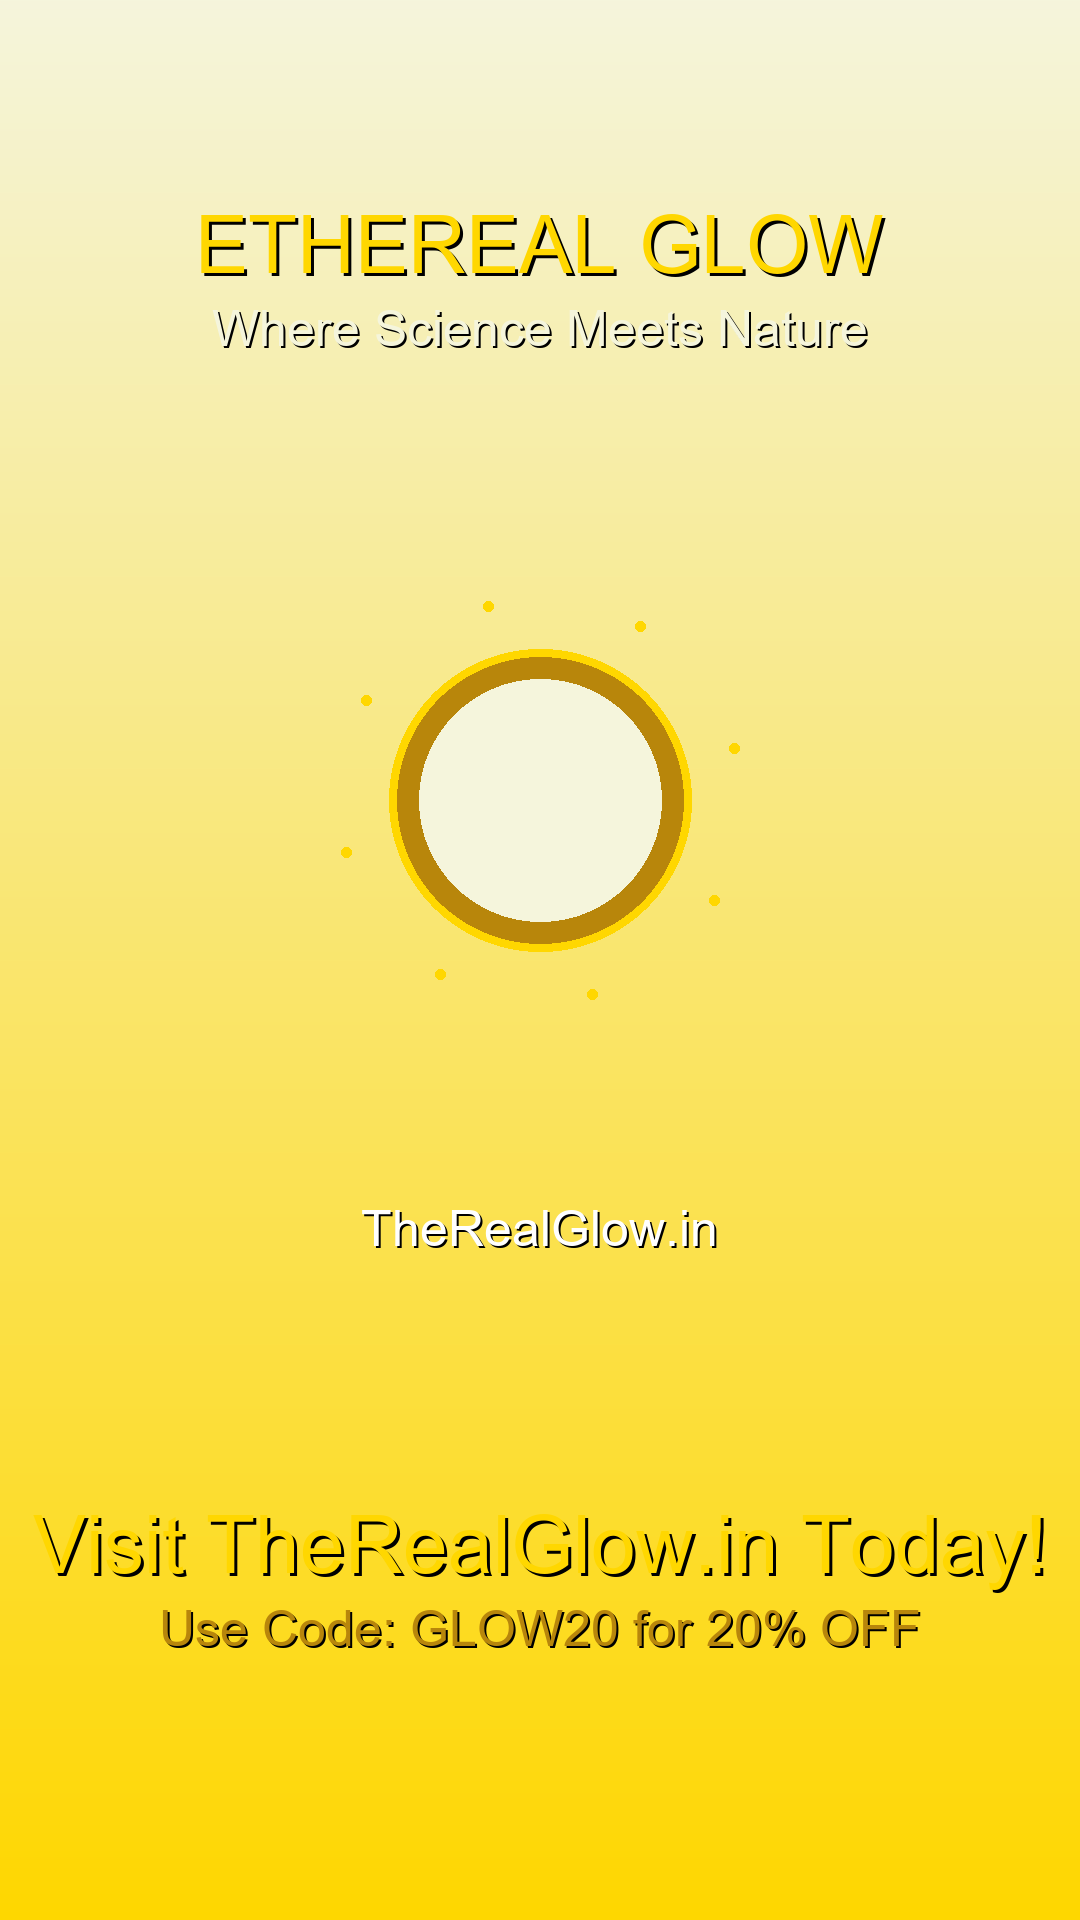 ETHEREAL GLOW
Where Science Meets Nature
TheRealGlow.in
Visit TheRealGlow.in Today!
Use Code: GLOW20 for 20% OFF